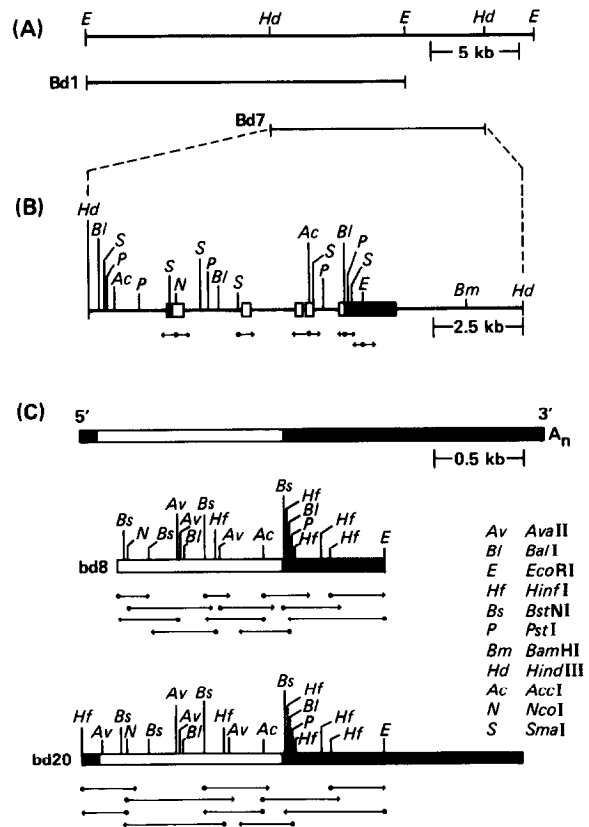 (A)
E Hd E Hd E
5 kb
Bd1
Bd7
(B)
Hd
Bl S P Ac P S N S P Bl S Ac S P Bl P S E Bm Hd
2.5 kb
(C)
5' 3'
An
0.5 kb
Bs N Bs Av Av Bl Bs Hf Av Ac Bs Hf Bl P Hf Hf Hf E
bd8
Hf Av Bs N Bs Av Av Bl Bs Hf Av Ac Bs Hf Bl P Hf Hf Hf E
bd20
Av AvaII
Bl BalI
E EcoRI
Hf HinfI
Bs BstNI
P PstI
Bm BamHI
Hd HindIII
Ac AccI
N NcoI
S SmaI